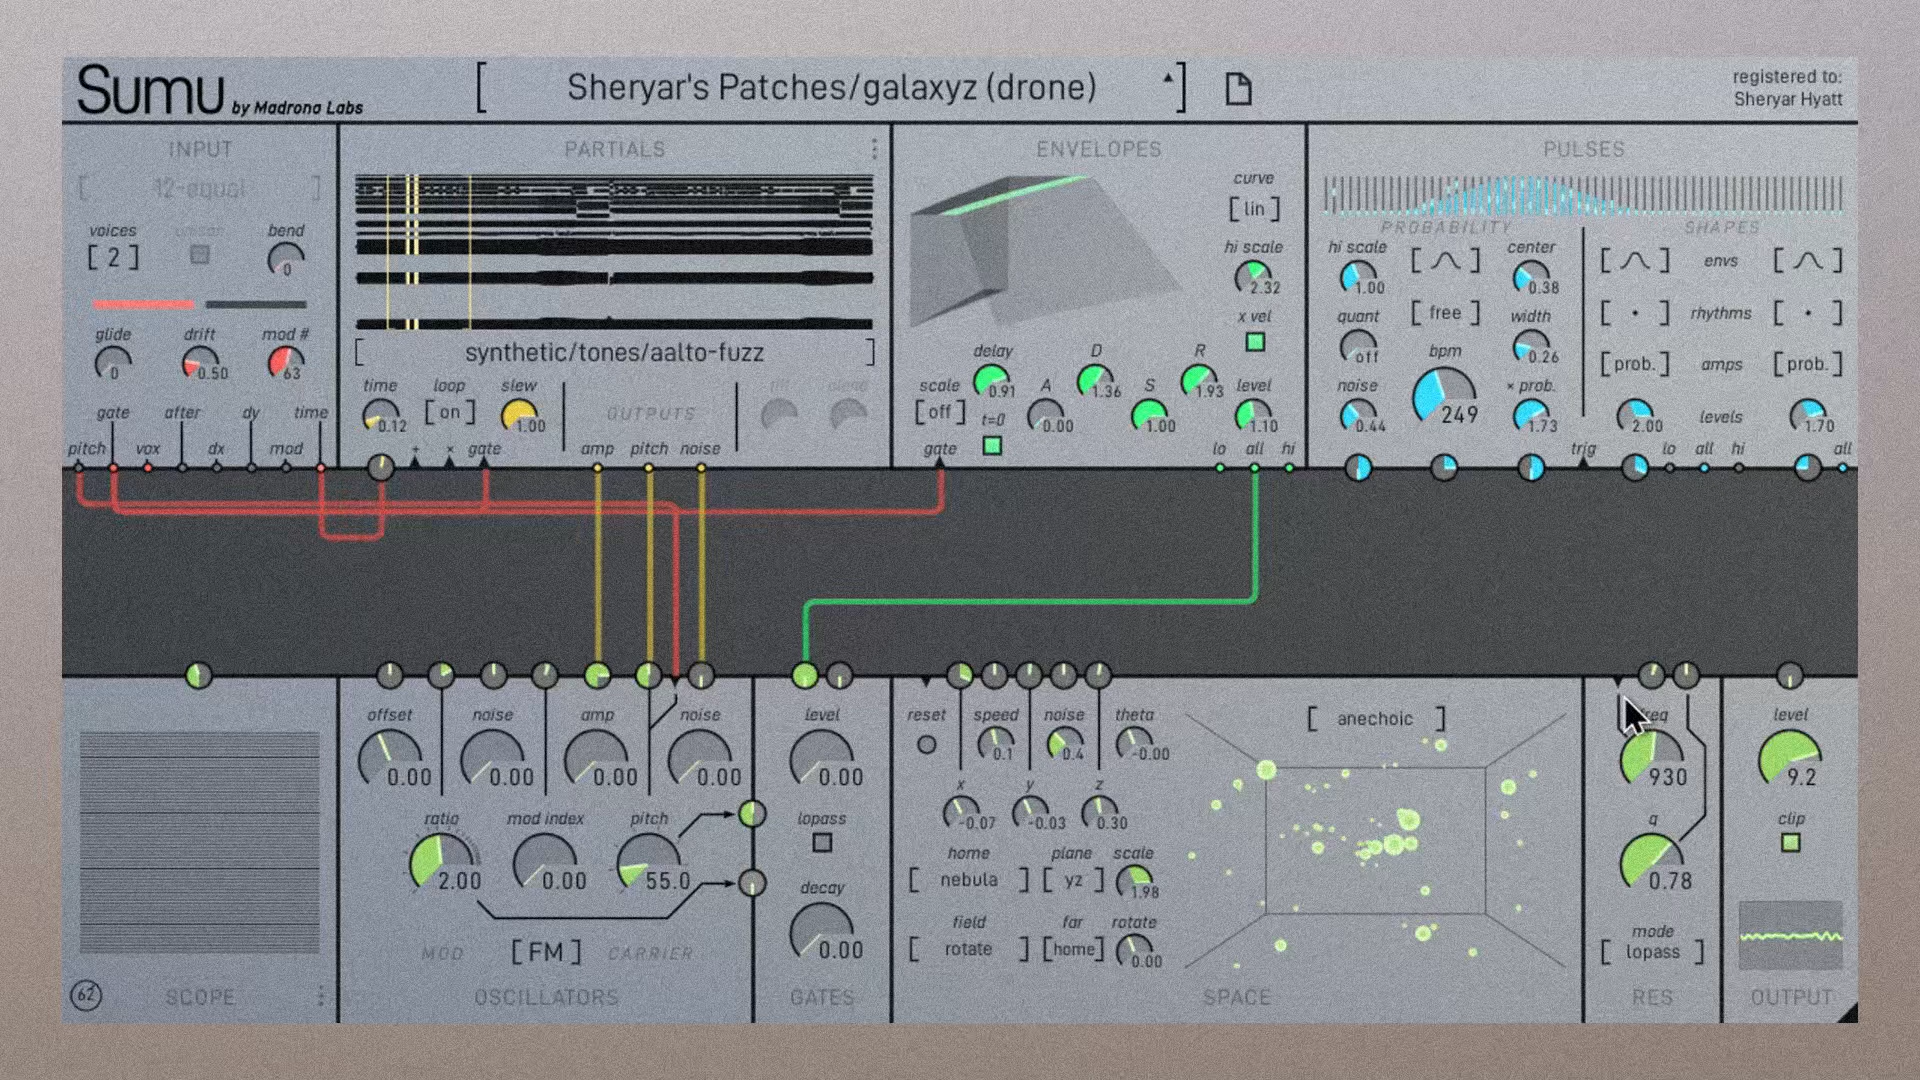 Sumu by Madrona Labs
[ Sheryar's Patches/galaxyz (drone) ]
registered to:
Sheryar Hyatt
INPUT
[ 12-equal ]
voices
unison
bend
[ 2 ]
0
glide
drift
mod #
0
0.50
63
gate
after
dy
time
pitch
vox
dx
mod
PARTIALS
[ synthetic/tones/aalto-fuzz ]
time
loop
slew
0.12
[ on ]
1.00
OUTPUTS
+
×
gate
amp
pitch
noise
ENVELOPES
curve
[ lin ]
hi scale
2.32
x vel
delay
D
R
0.91
1.36
1.93
scale
A
S
level
[ off ]
t=0
0.00
1.00
1.10
gate
lo
all
hi
PULSES
PROBABILITY
SHAPES
hi scale
center
envs
1.00
0.38
quant
[ free ]
width
rhythms
off
bpm
0.26
[ prob. ]
amps
[ prob. ]
noise
× prob.
levels
0.44
249
1.73
2.00
1.70
trig
lo
all
hi
all
62
SCOPE
offset
noise
amp
noise
0.00
0.00
0.00
0.00
ratio
mod index
pitch
2.00
0.00
55.0
MOD
[ FM ]
CARRIER
OSCILLATORS
level
0.00
lopass
decay
0.00
GATES
reset
speed
noise
theta
0.1
0.4
-0.00
x
y
z
-0.07
-0.03
0.30
home
plane
scale
[ nebula ]
[ yz ]
1.98
field
far
rotate
[ rotate ]
[ home ]
0.00
[ anechoic ]
SPACE
930
q
0.78
mode
[ lopass ]
RES
level
9.2
clip
OUTPUT